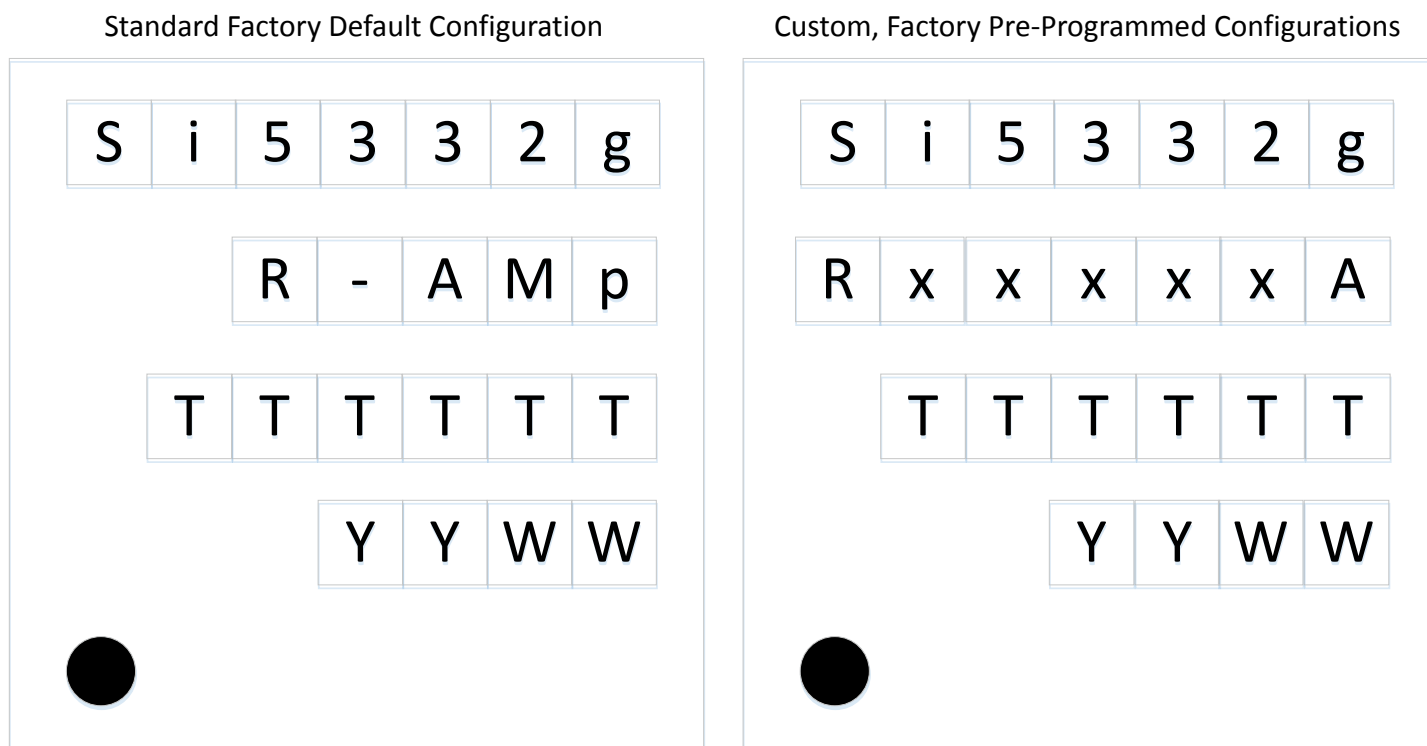 Standard Factory Default Configuration
Si5332g
R-AMp
TTTTTT
YYWW
Custom, Factory Pre-Programmed Configurations
Si5332g
RxxxxxA
TTTTTT
YYWW